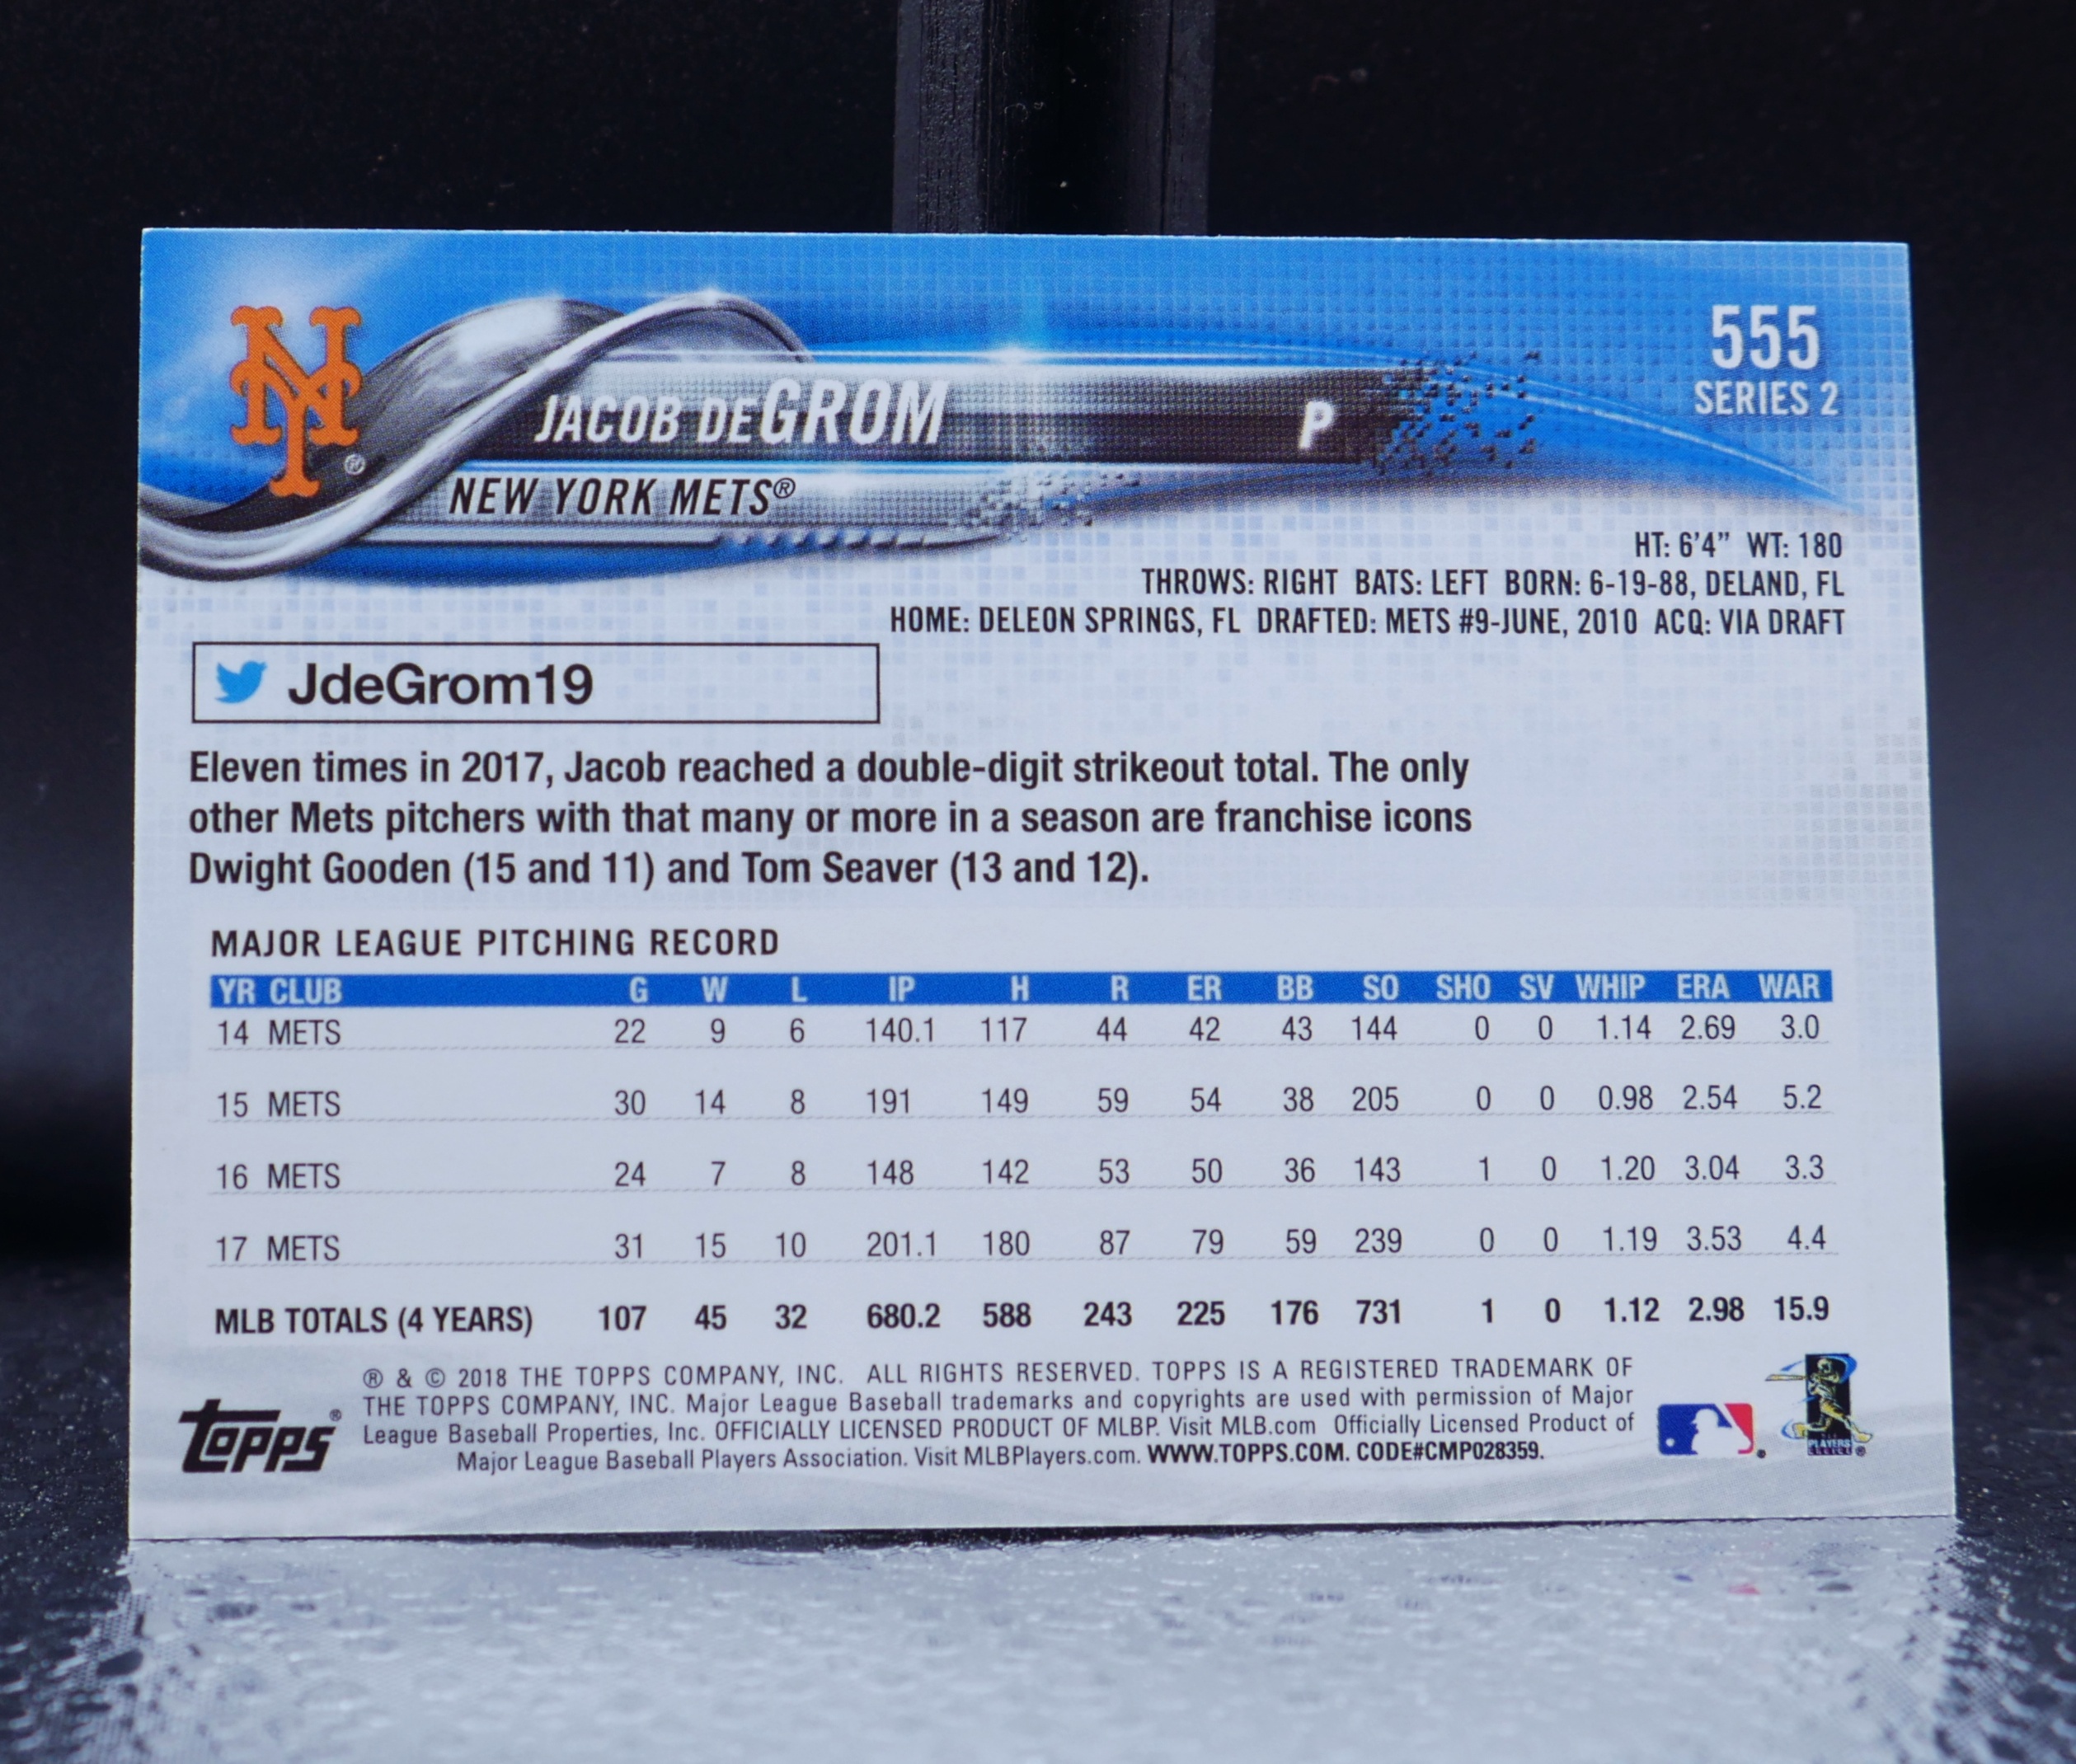 NY ®
555
SERIES 2
JACOB DEGROM P
NEW YORK METS®
HT: 6'4" WT: 180
THROWS: RIGHT BATS: LEFT BORN: 6-19-88, DELAND, FL
HOME: DELEON SPRINGS, FL DRAFTED: METS #9-JUNE, 2010 ACQ: VIA DRAFT
JdeGrom19
Eleven times in 2017, Jacob reached a double-digit strikeout total. The only
other Mets pitchers with that many or more in a season are franchise icons
Dwight Gooden (15 and 11) and Tom Seaver (13 and 12).
MAJOR LEAGUE PITCHING RECORD
YR CLUB G W L IP H R ER BB SO SHO SV WHIP ERA WAR
14 METS 22 9 6 140.1 117 44 42 43 144 0 0 1.14 2.69 3.0
15 METS 30 14 8 191 149 59 54 38 205 0 0 0.98 2.54 5.2
16 METS 24 7 8 148 142 53 50 36 143 1 0 1.20 3.04 3.3
17 METS 31 15 10 201.1 180 87 79 59 239 0 0 1.19 3.53 4.4
MLB TOTALS (4 YEARS) 107 45 32 680.2 588 243 225 176 731 1 0 1.12 2.98 15.9
® & © 2018 THE TOPPS COMPANY, INC. ALL RIGHTS RESERVED. TOPPS IS A REGISTERED TRADEMARK OF
THE TOPPS COMPANY, INC. Major League Baseball trademarks and copyrights are used with permission of Major
League Baseball Properties, Inc. OFFICIALLY LICENSED PRODUCT OF MLBP. Visit MLB.com Officially Licensed Product of
Major League Baseball Players Association. Visit MLBPlayers.com. WWW.TOPPS.COM. CODE#CMP028359.
Topps®
PLAYERS
CHOICE ®